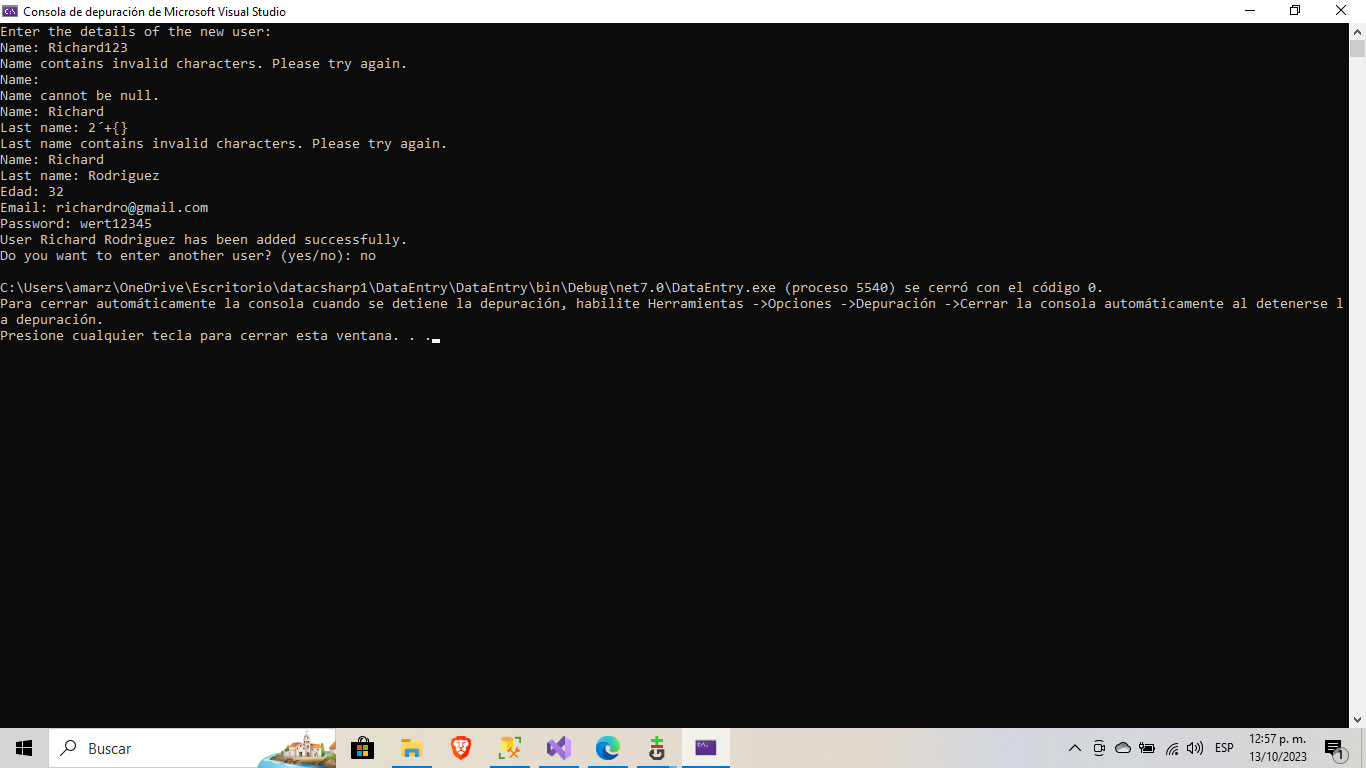 Consola de depuración de Microsoft Visual Studio
Enter the details of the new user:
Name: Richard123
Name contains invalid characters. Please try again.
Name:
Name cannot be null.
Name: Richard
Last name: 2´+{}
Last name contains invalid characters. Please try again.
Name: Richard
Last name: Rodriguez
Edad: 32
Email: richardro@gmail.com
Password: wert12345
User Richard Rodriguez has been added successfully.
Do you want to enter another user? (yes/no): no
C:\Users\amarz\OneDrive\Escritorio\datacsharp1\DataEntry\DataEntry\bin\Debug\net7.0\DataEntry.exe (proceso 5540) se cerró con el código 0.
Para cerrar automáticamente la consola cuando se detiene la depuración, habilite Herramientas ->Opciones ->Depuración ->Cerrar la consola automáticamente al detenerse l
a depuración.
Presione cualquier tecla para cerrar esta ventana. . .
Buscar
ESP
12:57 p. m.
13/10/2023
1